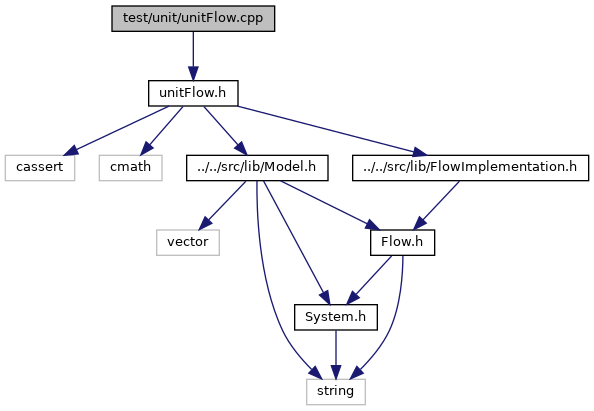 test/unit/unitFlow.cpp
unitFlow.h
cassert
cmath
../../src/lib/Model.h
../../src/lib/FlowImplementation.h
vector
Flow.h
System.h
string